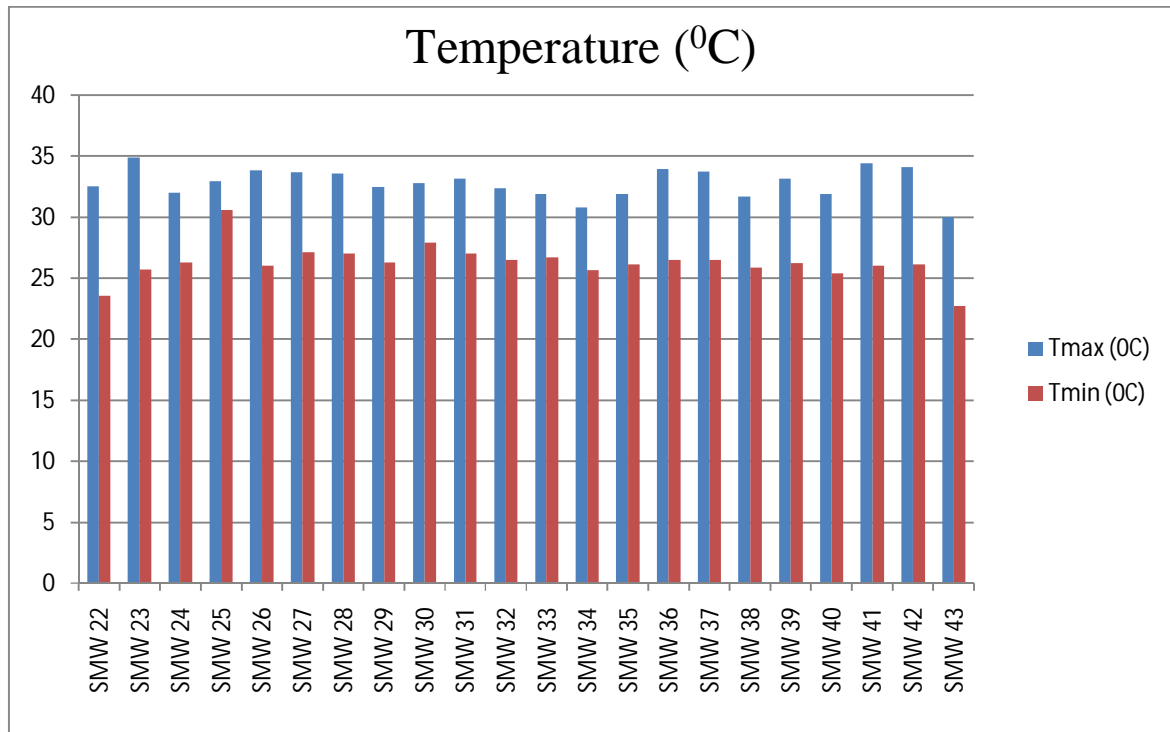 Temperature (⁰C)
40
35
30
25
20
15
10
5
0
SMW 22
SMW 23
SMW 24
SMW 25
SMW 26
SMW 27
SMW 28
SMW 29
SMW 30
SMW 31
SMW 32
SMW 33
SMW 34
SMW 35
SMW 36
SMW 37
SMW 38
SMW 39
SMW 40
SMW 41
SMW 42
SMW 43
Tmax (0C)
Tmin (0C)